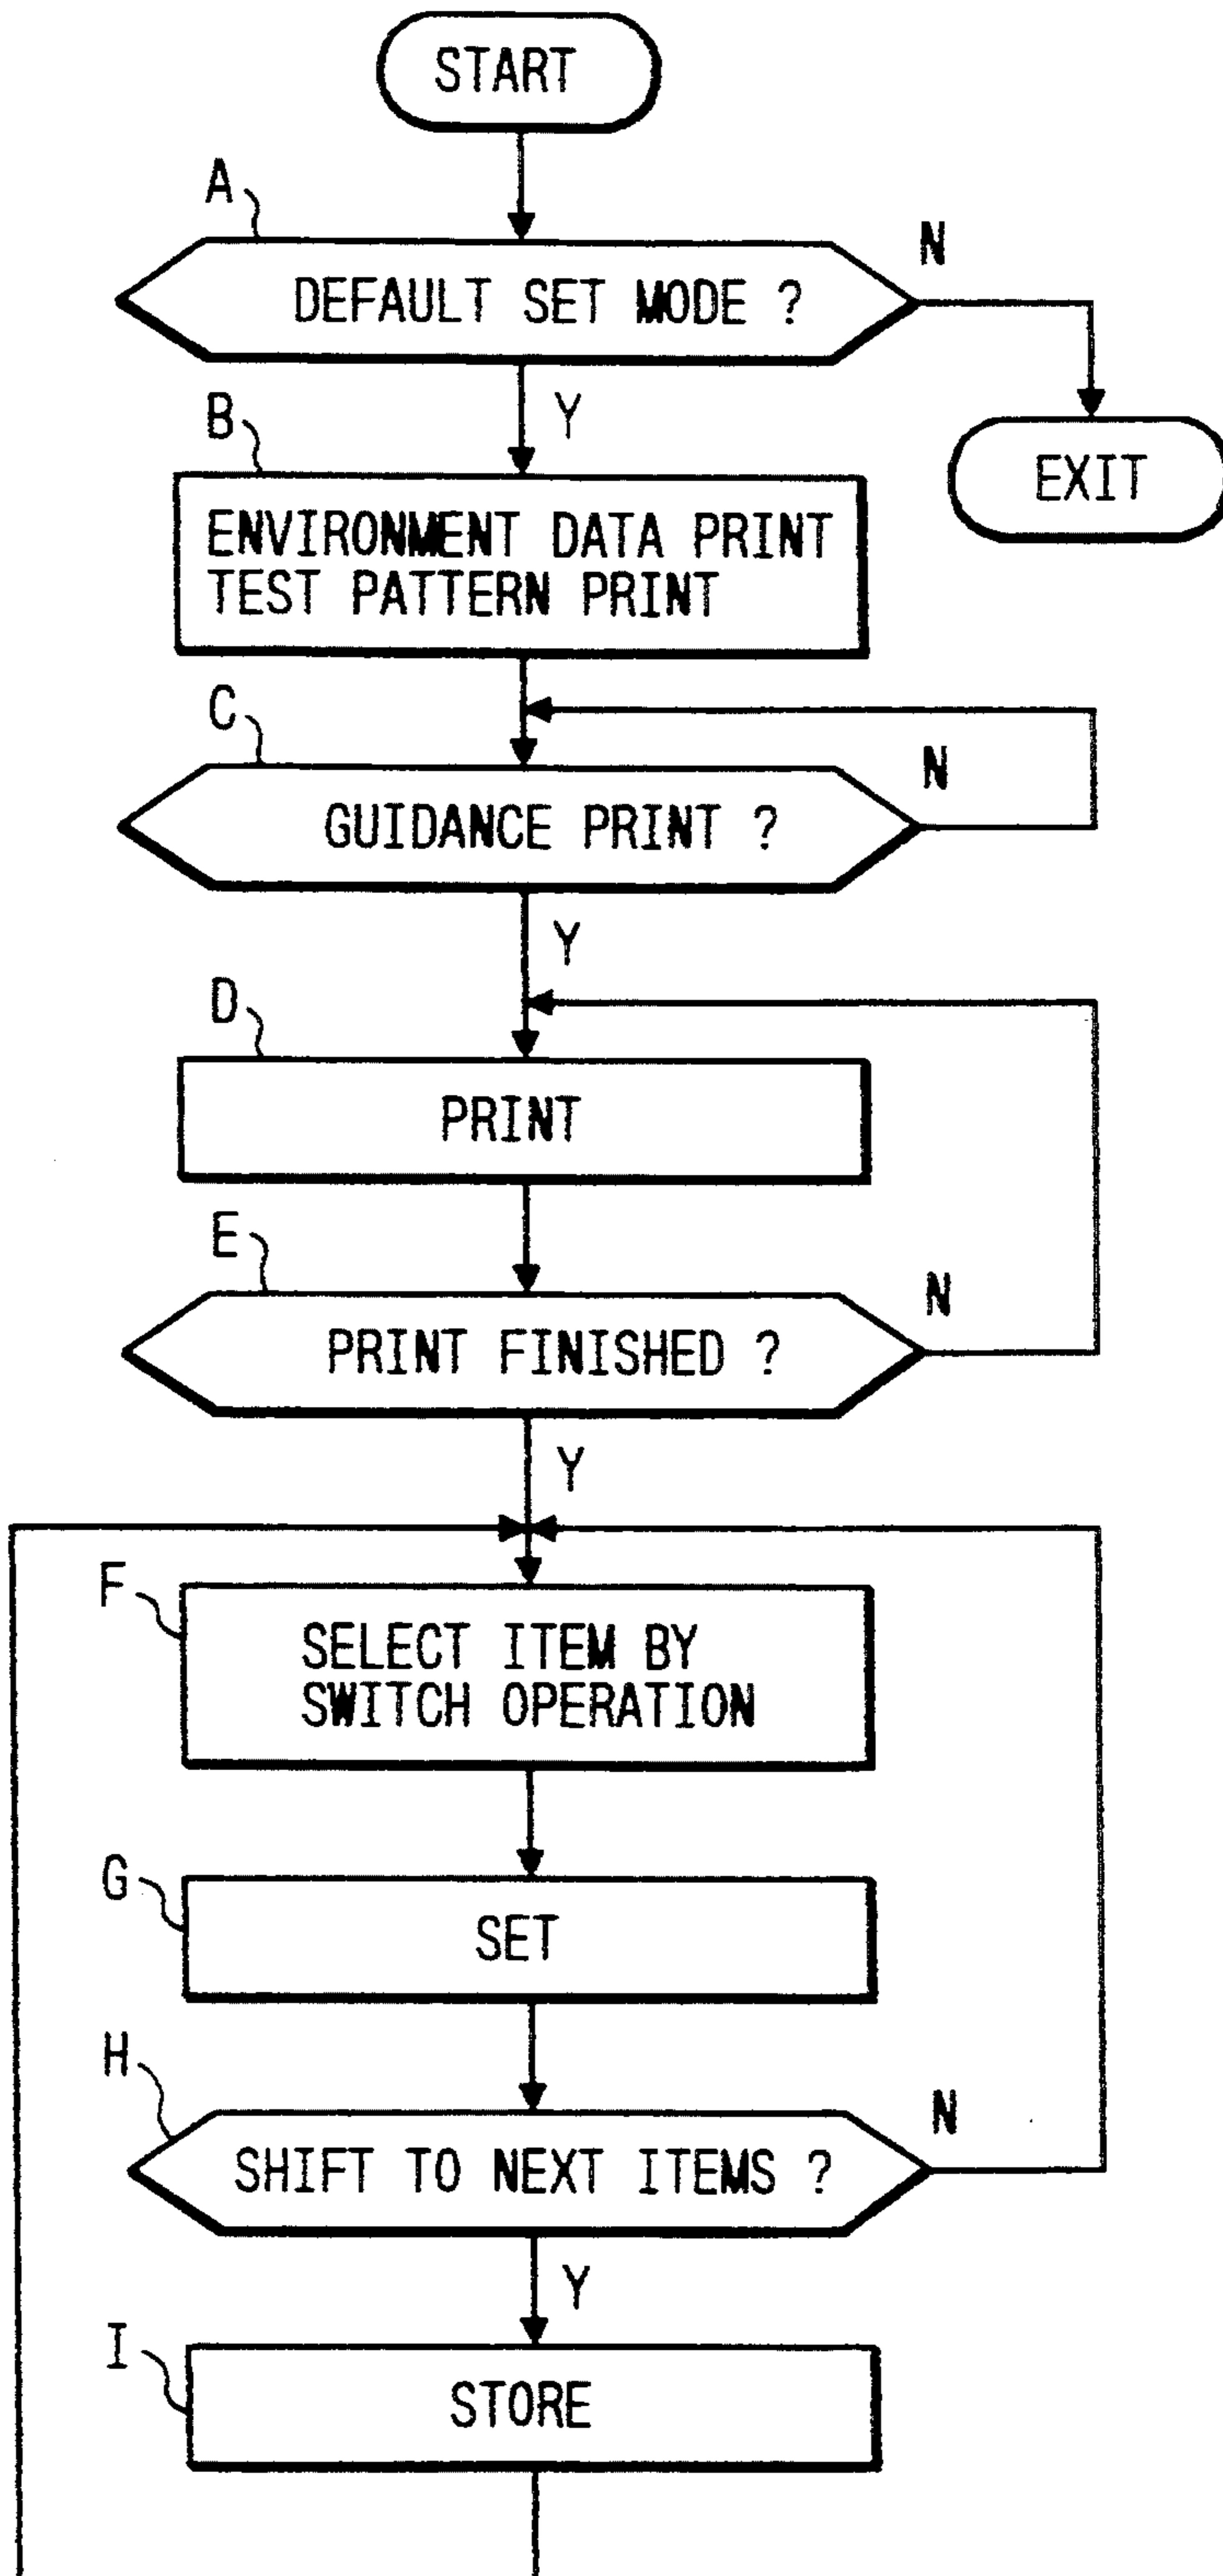 START
A
DEFAULT SET MODE ?
N
Y
EXIT
B
ENVIRONMENT DATA PRINT
TEST PATTERN PRINT
C
GUIDANCE PRINT ?
N
Y
D
PRINT
E
PRINT FINISHED ?
N
Y
F
SELECT ITEM BY
SWITCH OPERATION
G
SET
H
SHIFT TO NEXT ITEMS ?
N
Y
I
STORE